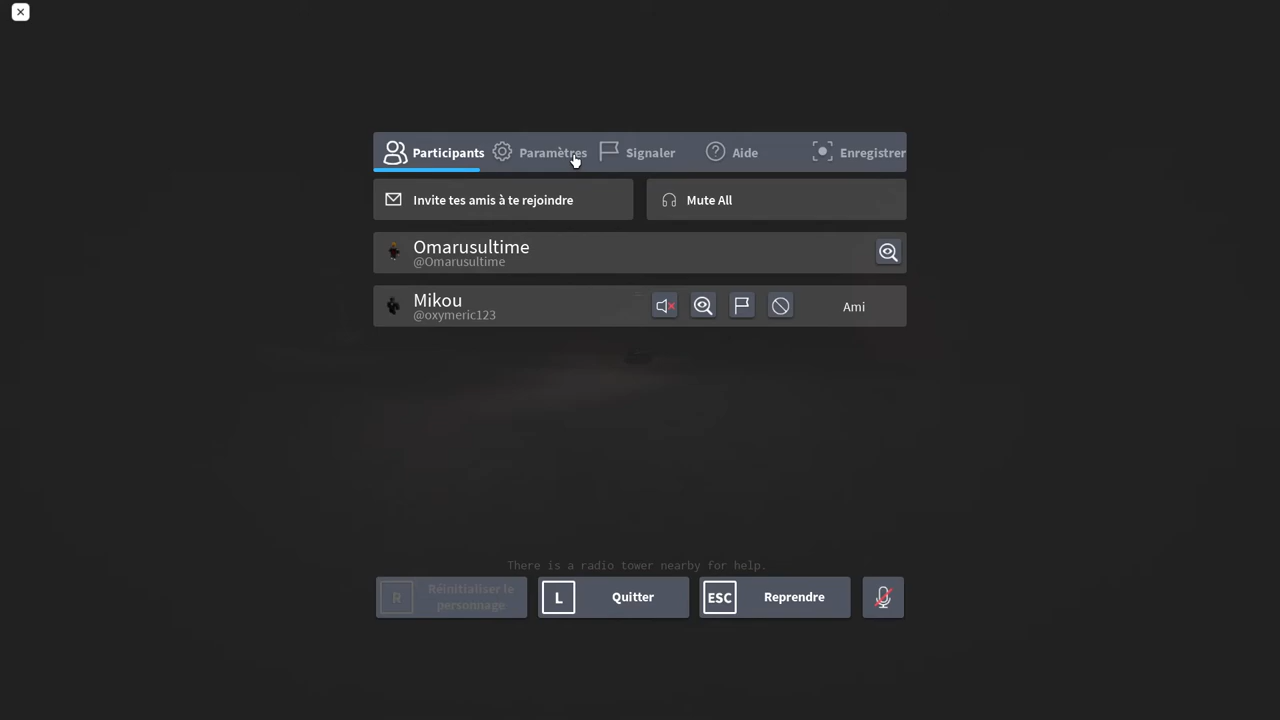 Participants Paramètres Signaler Aide Enregistrer
Invite tes amis à te rejoindre Mute All
Omarusultime
@Omarusultime
Mikou
@oxymeric123
Ami
There is a radio tower nearby for help.
R Réinitialiser le
personnage
L Quitter
ESC Reprendre